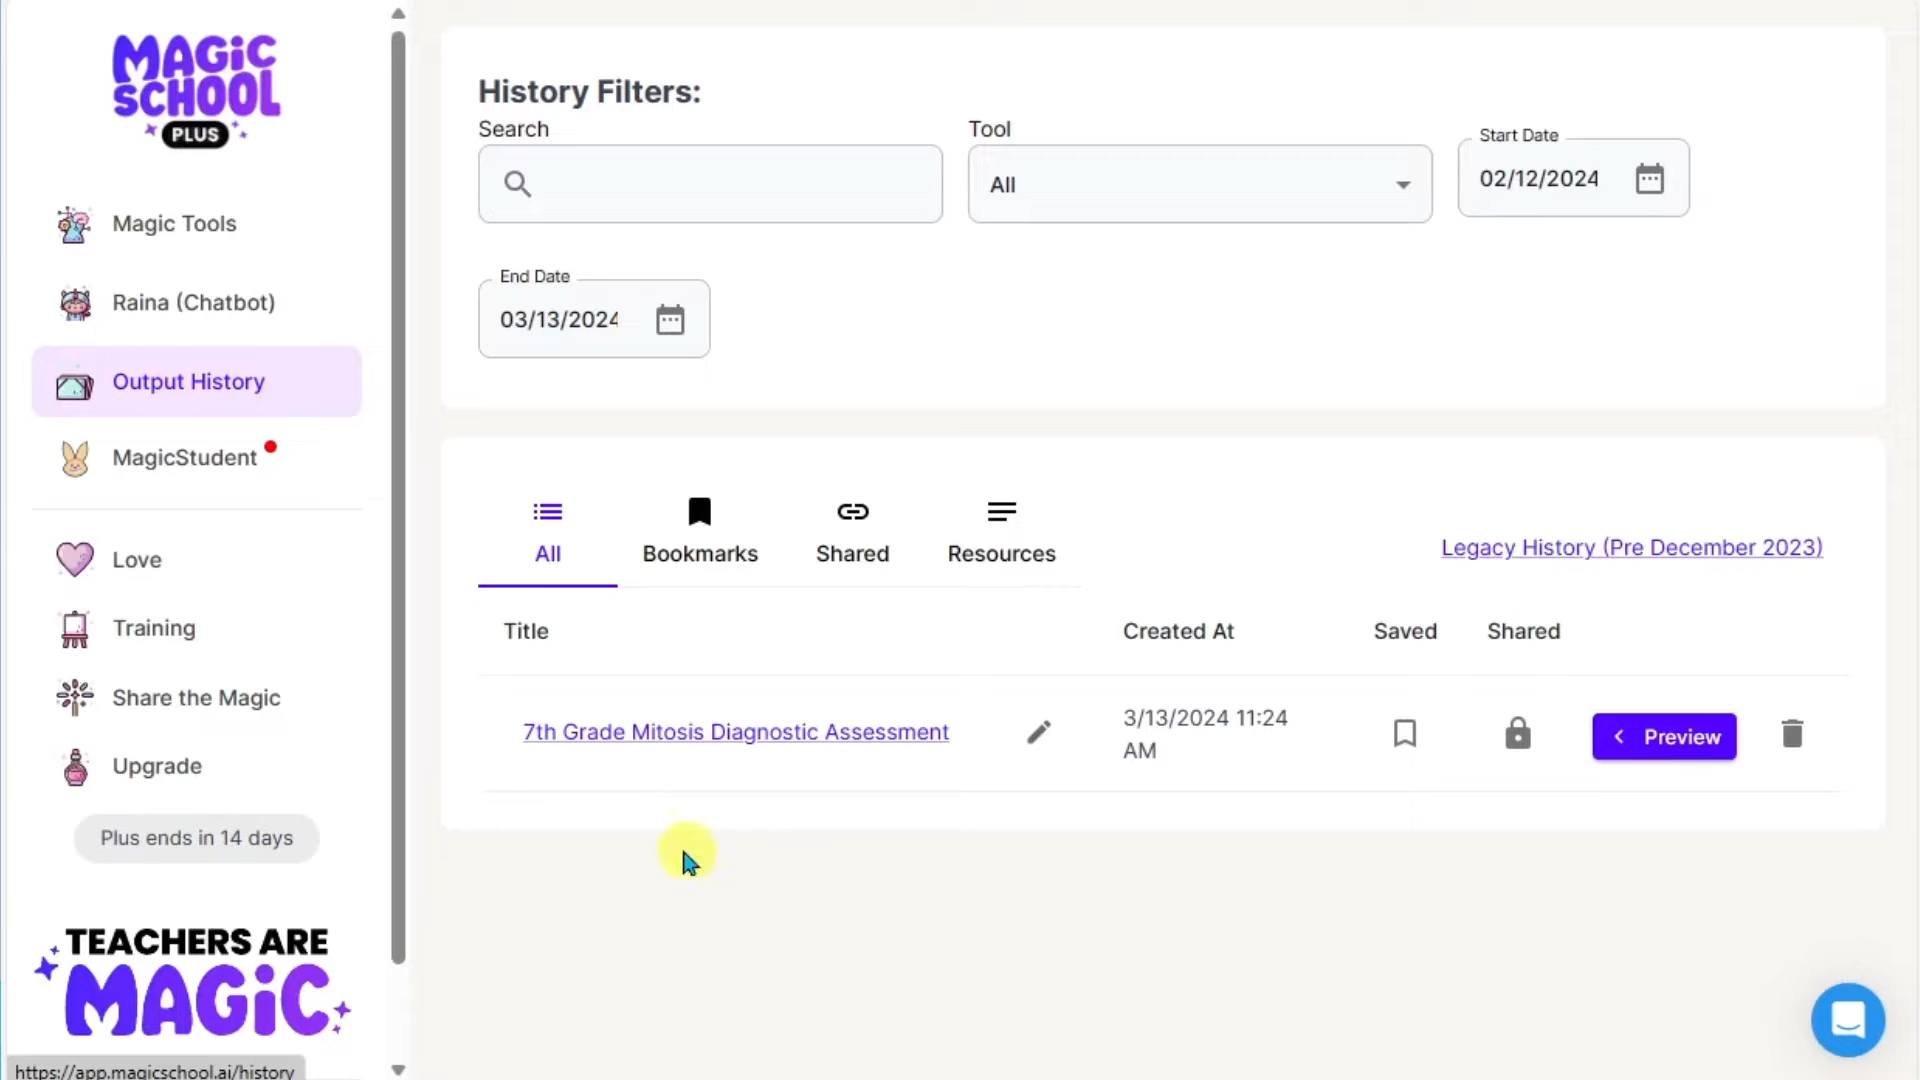 MAGiC
SCHOOL
PLUS
Magic Tools
Raina (Chatbot)
Output History
MagicStudent
Love
Training
Share the Magic
Upgrade
Plus ends in 14 days
TEACHERS ARE
MAGiC
https://app.magicschool.ai/history
History Filters:
Search
Tool
All
Start Date
02/12/2024
End Date
03/13/2024
All
Bookmarks
Shared
Resources
Legacy History (Pre December 2023)
Title
Created At
Saved
Shared
7th Grade Mitosis Diagnostic Assessment
3/13/2024 11:24
AM
Preview